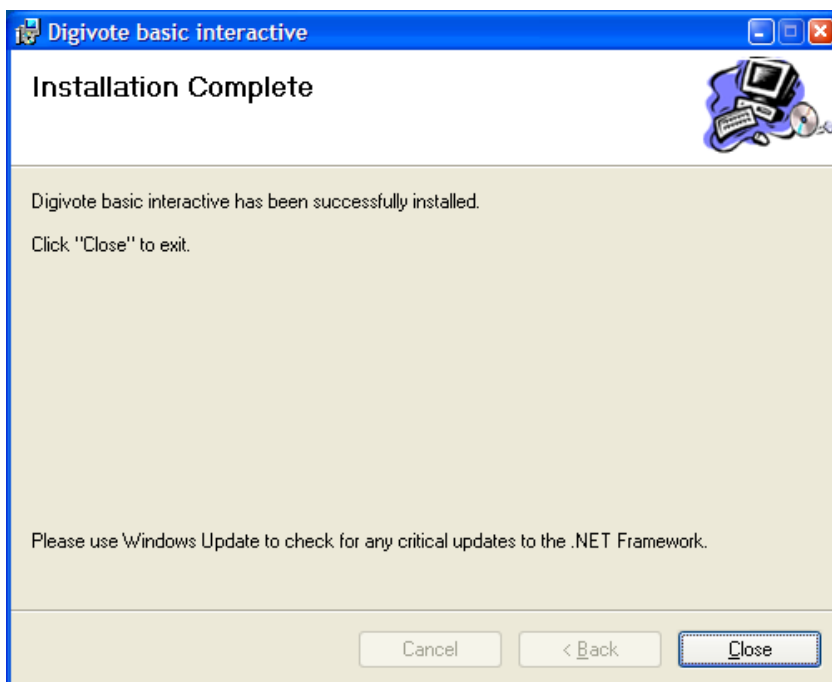 Digivote basic interactive
Installation Complete
Digivote basic interactive has been successfully installed.
Click "Close" to exit.
Please use Windows Update to check for any critical updates to the .NET Framework.
Cancel < Back Close